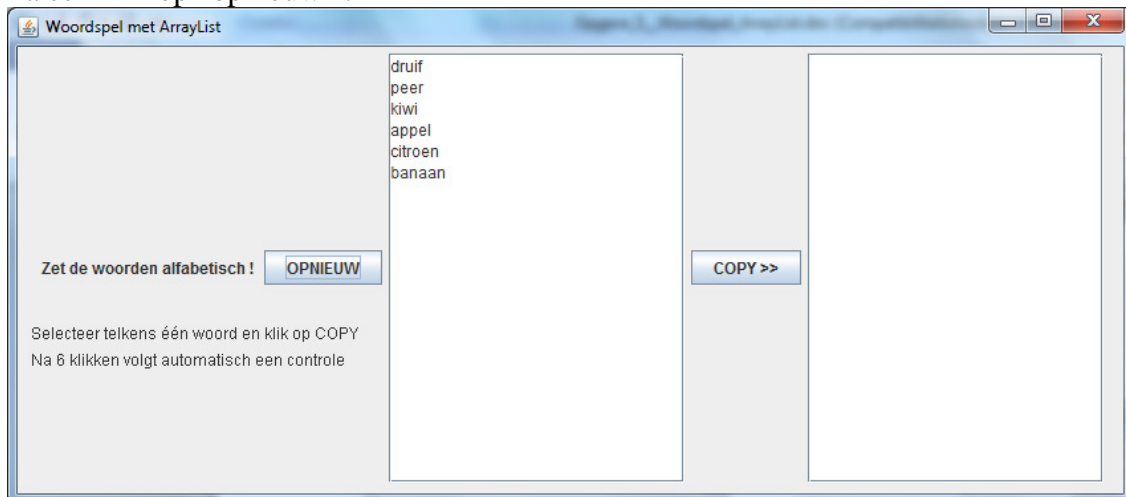 Woordspel met ArrayList
druif
peer
kiwi
appel
citroen
banaan
Zet de woorden alfabetisch ! OPNIEUW
COPY >>
Selecteer telkens één woord en klik op COPY
Na 6 klikken volgt automatisch een controle